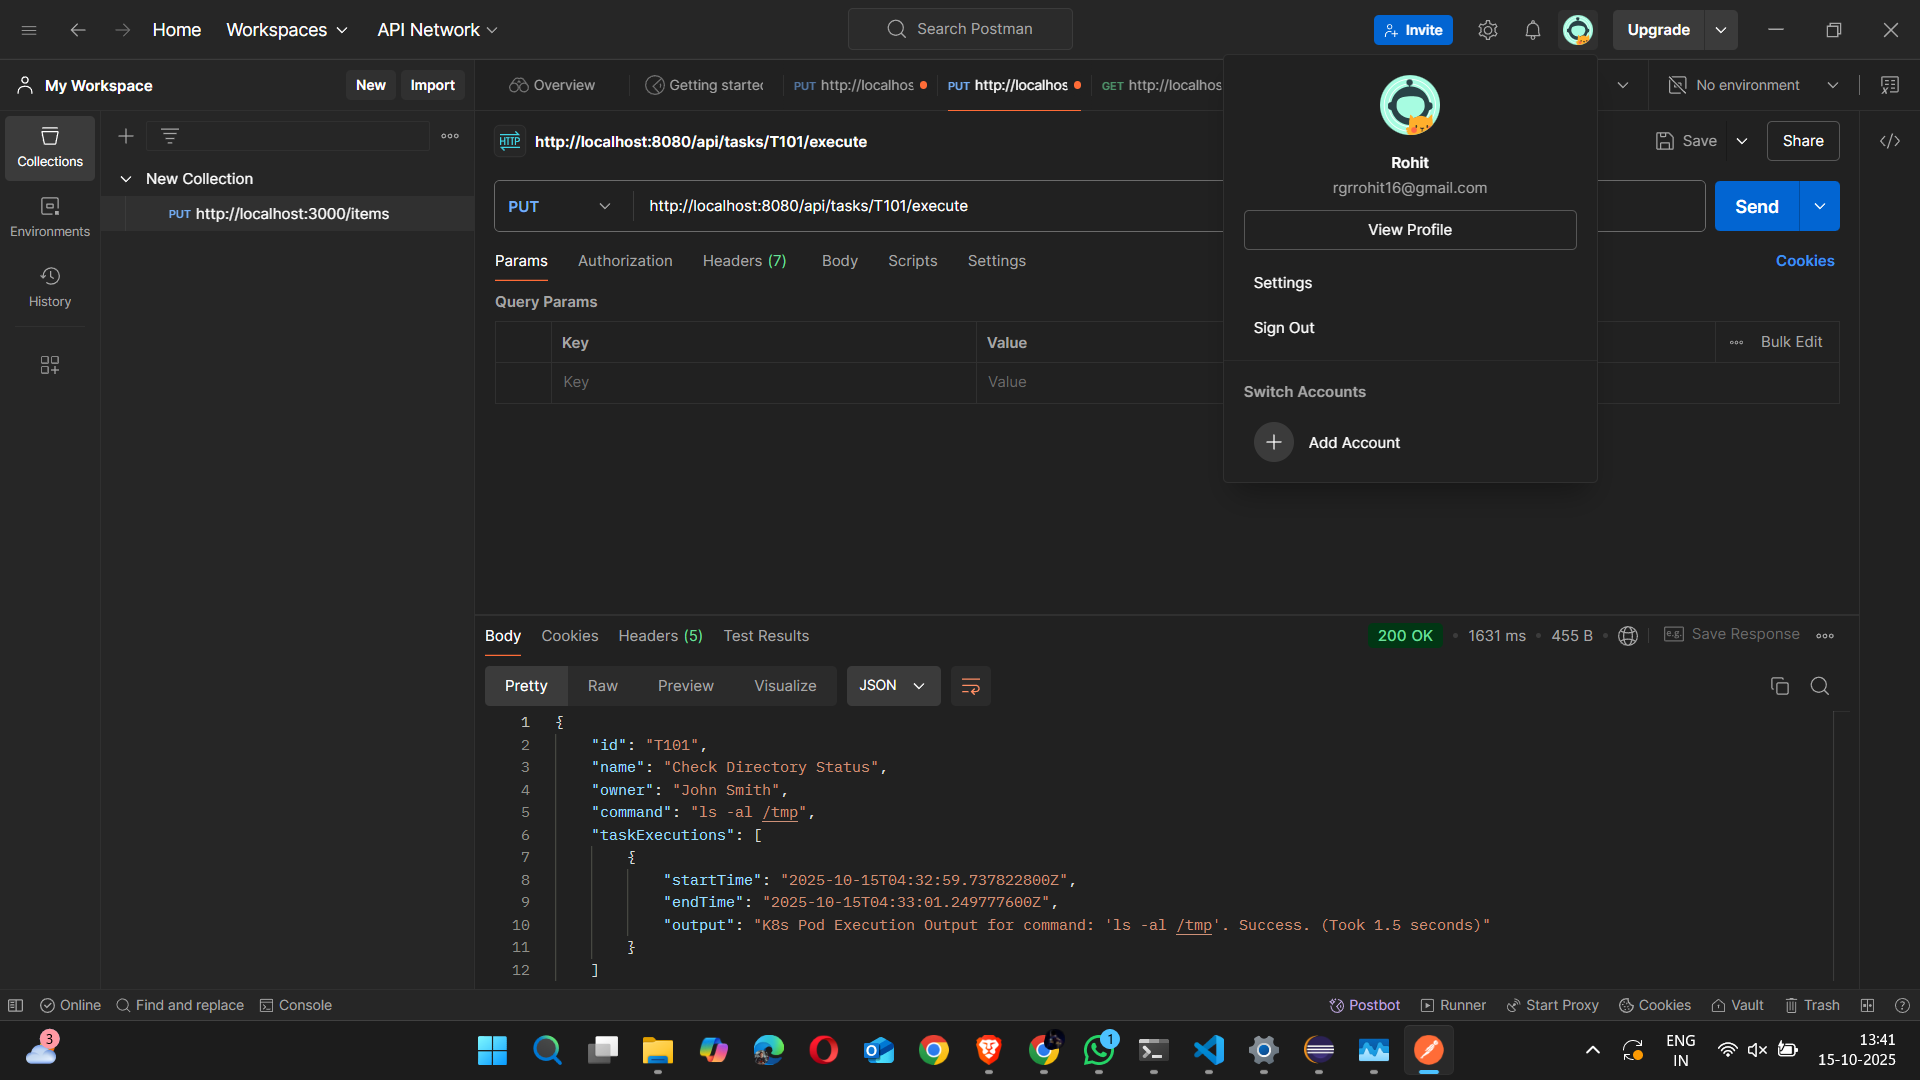 Home
Workspaces
API Network
Search Postman
Invite
Upgrade
My Workspace
New
Import
Overview
Getting started
PUT http://localhos
PUT http://localhos
GET http://localhos
No environment
Collections
Environments
History
New Collection
PUT http://localhost:3000/items
HTTP
http://localhost:8080/api/tasks/T101/execute
Save
Share
PUT
http://localhost:8080/api/tasks/T101/execute
Send
Params
Authorization
Headers (7)
Body
Scripts
Settings
Cookies
Query Params
Key
Value
Bulk Edit
Key
Value
Rohit
rgrrohit16@gmail.com
View Profile
Settings
Sign Out
Switch Accounts
Add Account
Body
Cookies
Headers (5)
Test Results
200 OK
1631 ms
455 B
e.g.
Save Response
Pretty
Raw
Preview
Visualize
JSON
1 {
2 "id": "T101",
3 "name": "Check Directory Status",
4 "owner": "John Smith",
5 "command": "ls -al /tmp",
6 "taskExecutions": [
7 {
8 "startTime": "2025-10-15T04:32:59.737822800Z",
9 "endTime": "2025-10-15T04:33:01.249777600Z",
10 "output": "K8s Pod Execution Output for command: 'ls -al /tmp'. Success. (Took 1.5 seconds)"
11 }
12 ]
Online
Find and replace
Console
Postbot
Runner
Start Proxy
Cookies
Vault
Trash
3
1
ENG
IN
13:41
15-10-2025